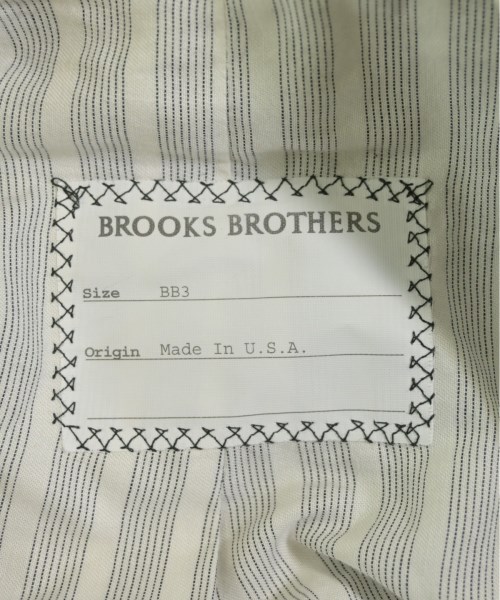 BROOKS BROTHERS
Size BB3
Origin Made In U.S.A.